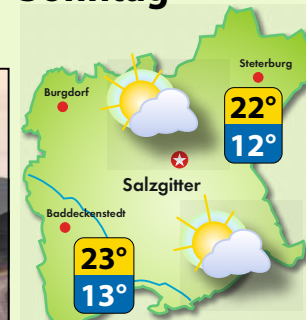 Sonntag
Steterburg
Burgdorf
22°
12°
Salzgitter
Baddeckenstedt
23°
13°